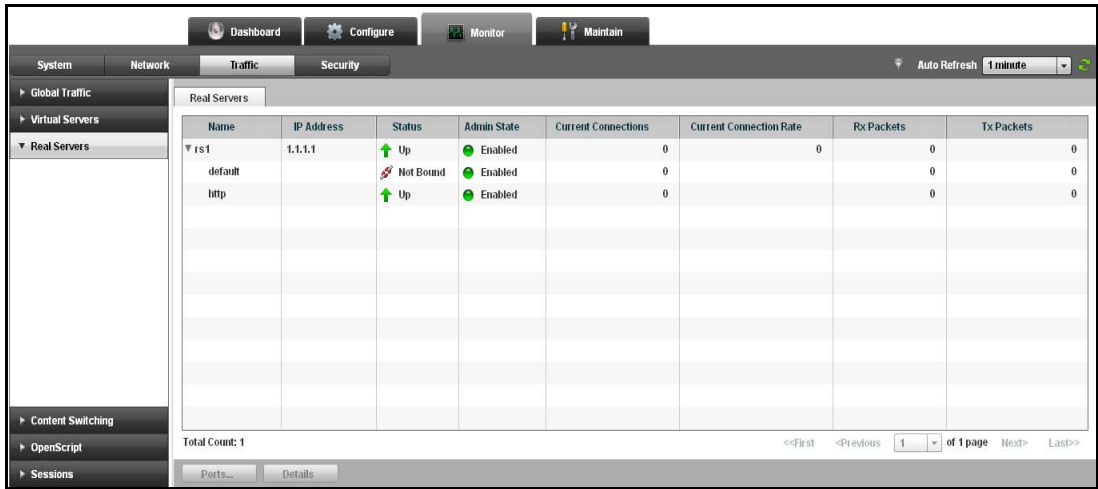 Dashboard Configure Monitor Maintain
System Network Traffic Security Auto Refresh 1 minute
Global Traffic
Virtual Servers
Real Servers
Real Servers
Name IP Address Status Admin State Current Connections Current Connection Rate Rx Packets Tx Packets
rs1 1.1.1.1 Up Enabled 0 0 0 0
default Not Bound Enabled 0 0 0
http Up Enabled 0 0 0
Content Switching
OpenScript
Sessions
Total Count: 1 <<First <Previous 1 of 1 page Next> Last>>
Ports... Details